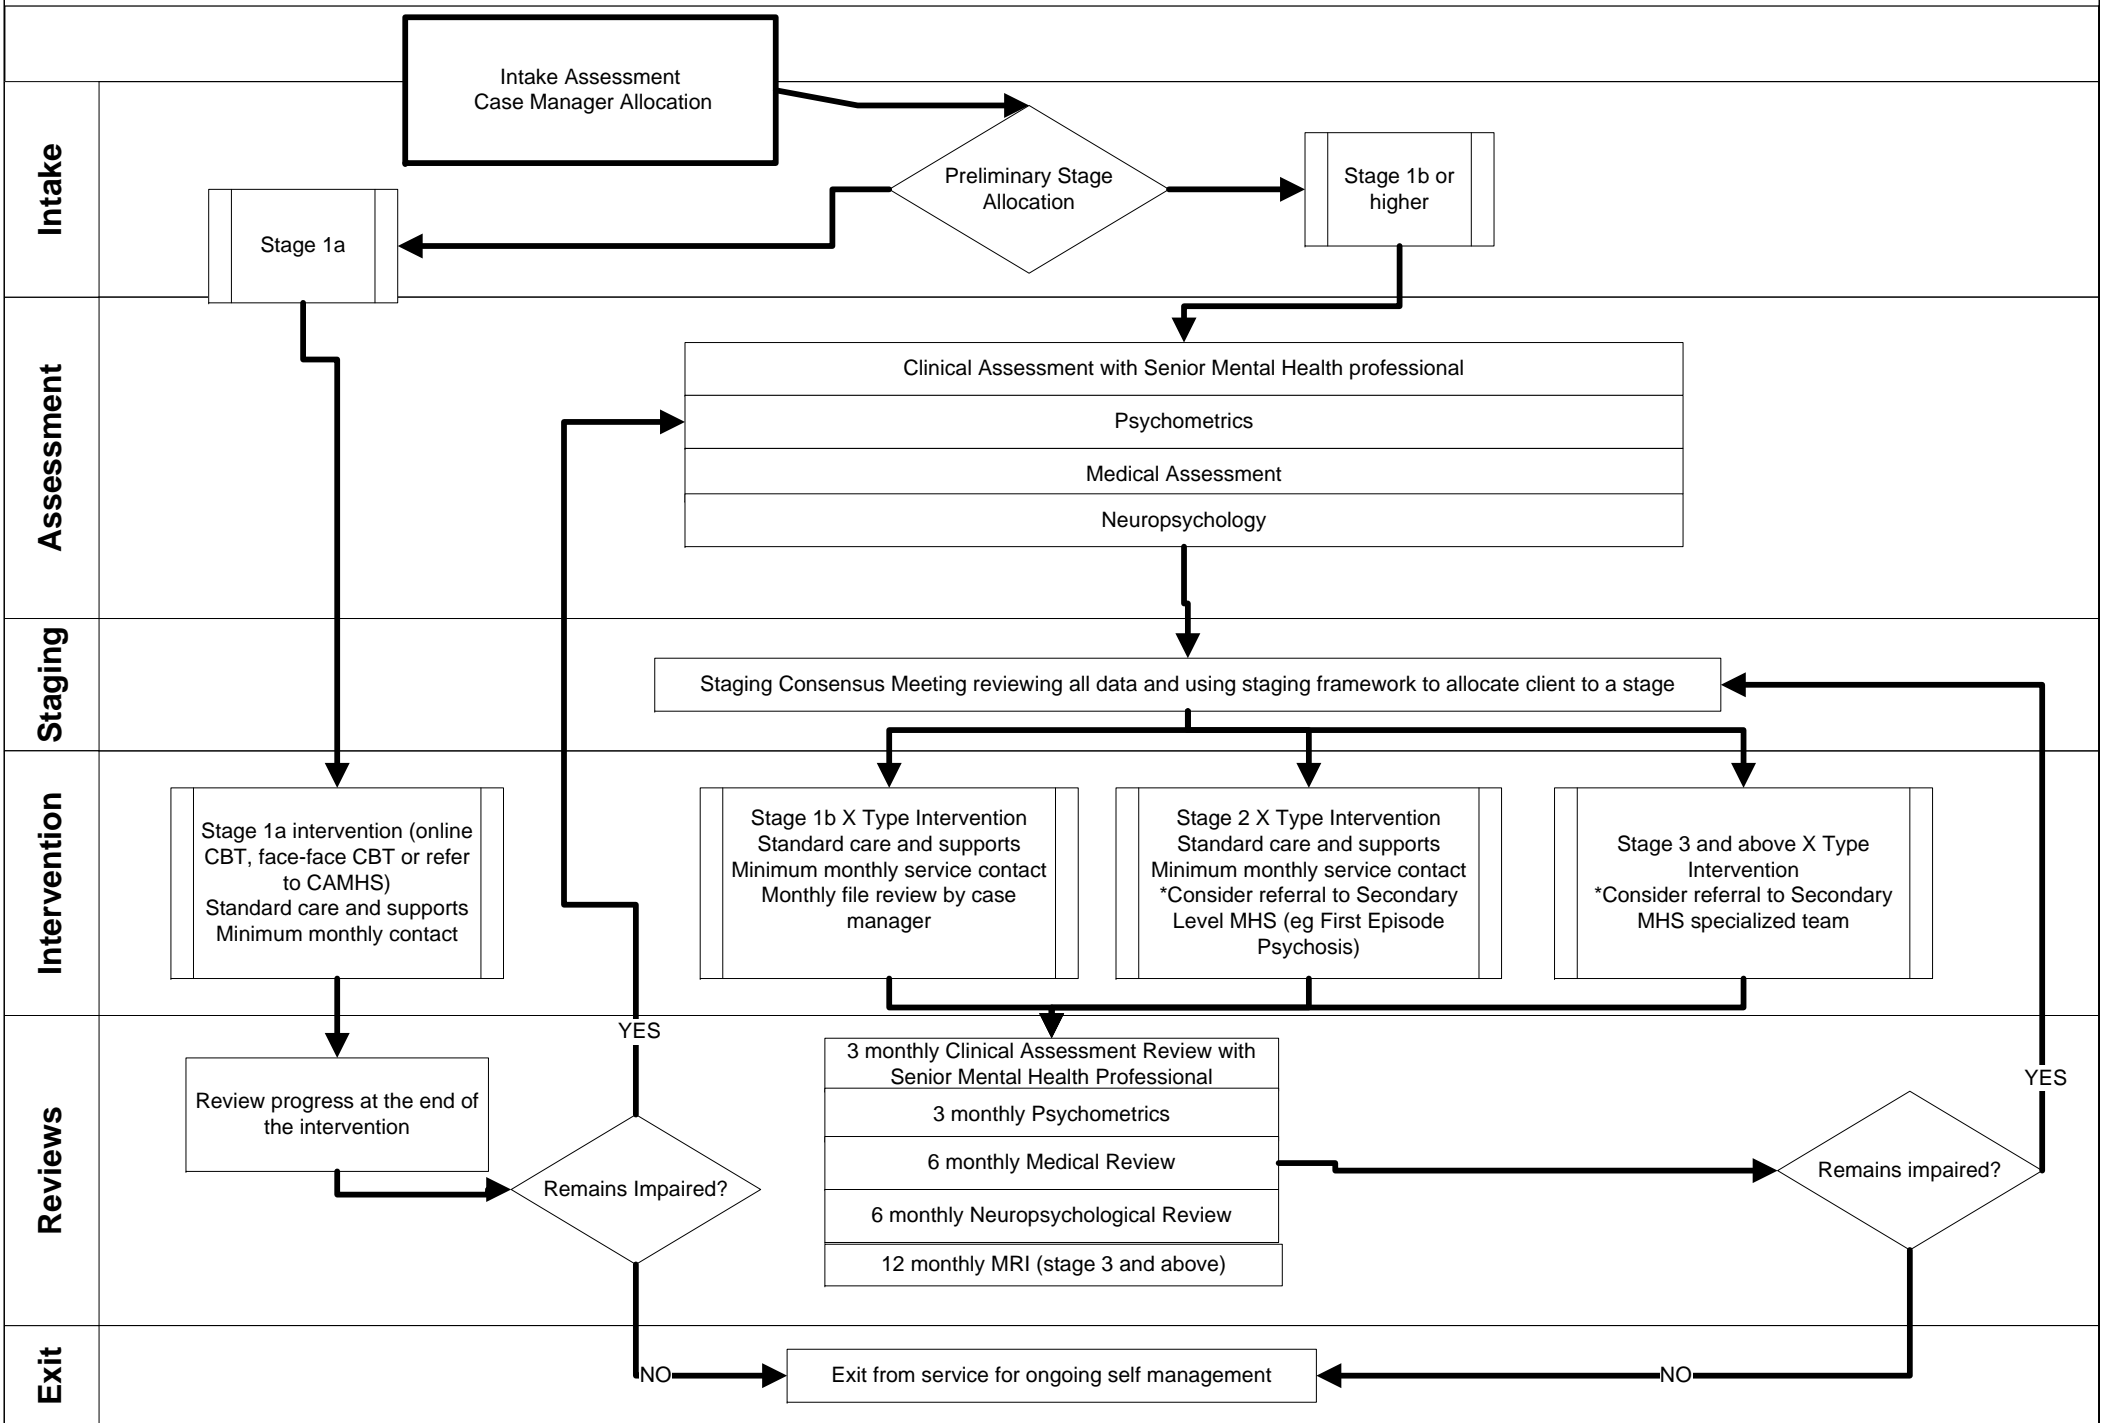 Intake Assessment
Case Manager Allocation
Intake
Preliminary Stage
Allocation
Stage 1b or
higher
Stage 1a
Assessment
Clinical Assessment with Senior Mental Health professional
Psychometrics
Medical Assessment
Neuropsychology
Staging
Staging Consensus Meeting reviewing all data and using staging framework to allocate client to a stage
Intervention
Stage 1a intervention (online
CBT, face-face CBT or refer
to CAMHS)
Standard care and supports
Minimum monthly contact
Stage 1b X Type Intervention
Standard care and supports
Minimum monthly service contact
Monthly file review by case
manager
Stage 2 X Type Intervention
Standard care and supports
Minimum monthly service contact
*Consider referral to Secondary
Level MHS (eg First Episode
Psychosis)
Stage 3 and above X Type
Intervention
*Consider referral to Secondary
MHS specialized team
Reviews
Review progress at the end of
the intervention
YES
Remains Impaired?
3 monthly Clinical Assessment Review with
Senior Mental Health Professional
3 monthly Psychometrics
6 monthly Medical Review
6 monthly Neuropsychological Review
12 monthly MRI (stage 3 and above)
YES
Remains impaired?
Exit
NO
Exit from service for ongoing self management
NO